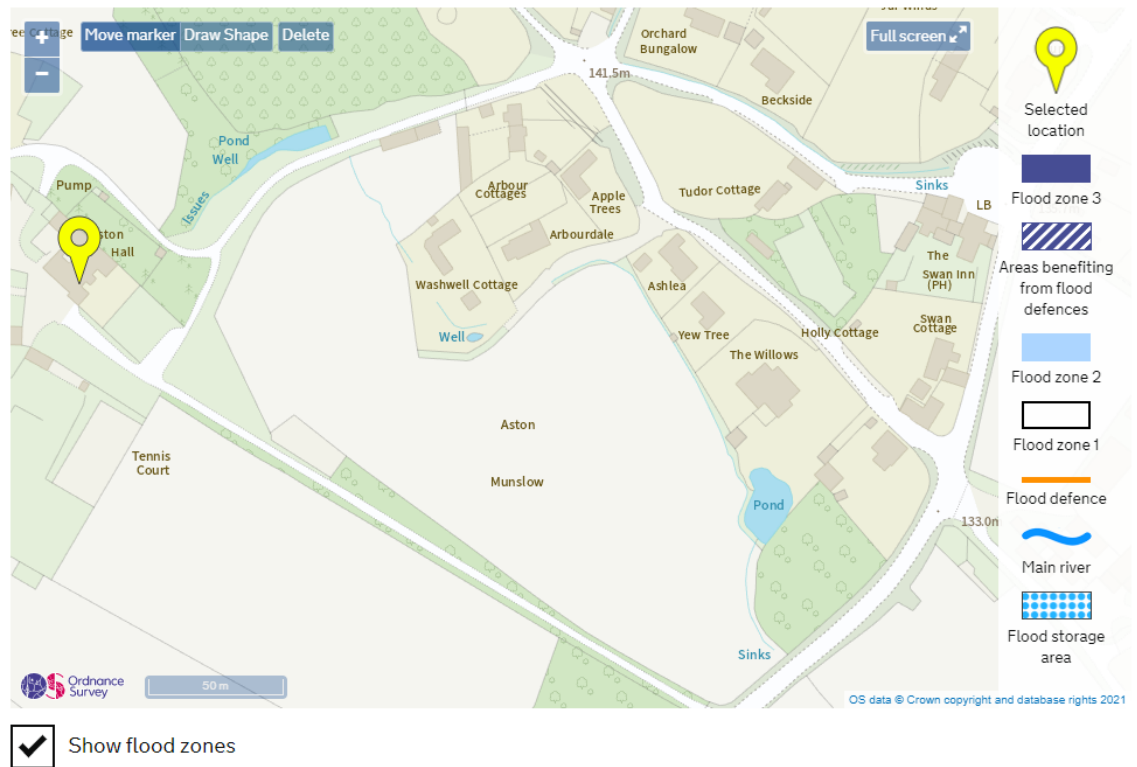 ee Cottage
+
−
Move marker
Draw Shape
Delete
Full screen
Orchard
Bungalow
141.5m
Beckside
Pond
Well
Issues
Pump
ston
Hall
Arbour
Cottages
Apple
Trees
Arbourdale
Washwell Cottage
Well
Tudor Cottage
Sinks
LB
The
Swan Inn
(PH)
Swan
Cottage
Holly Cottage
Ashlea
Yew Tree
The Willows
Aston
Munslow
Tennis
Court
Pond
133.0m
Sinks
Ordnance
Survey
50 m
OS data © Crown copyright and database rights 2021
Selected
location
Flood zone 3
Areas benefiting
from flood
defences
Flood zone 2
Flood zone 1
Flood defence
Main river
Flood storage
area
Show flood zones